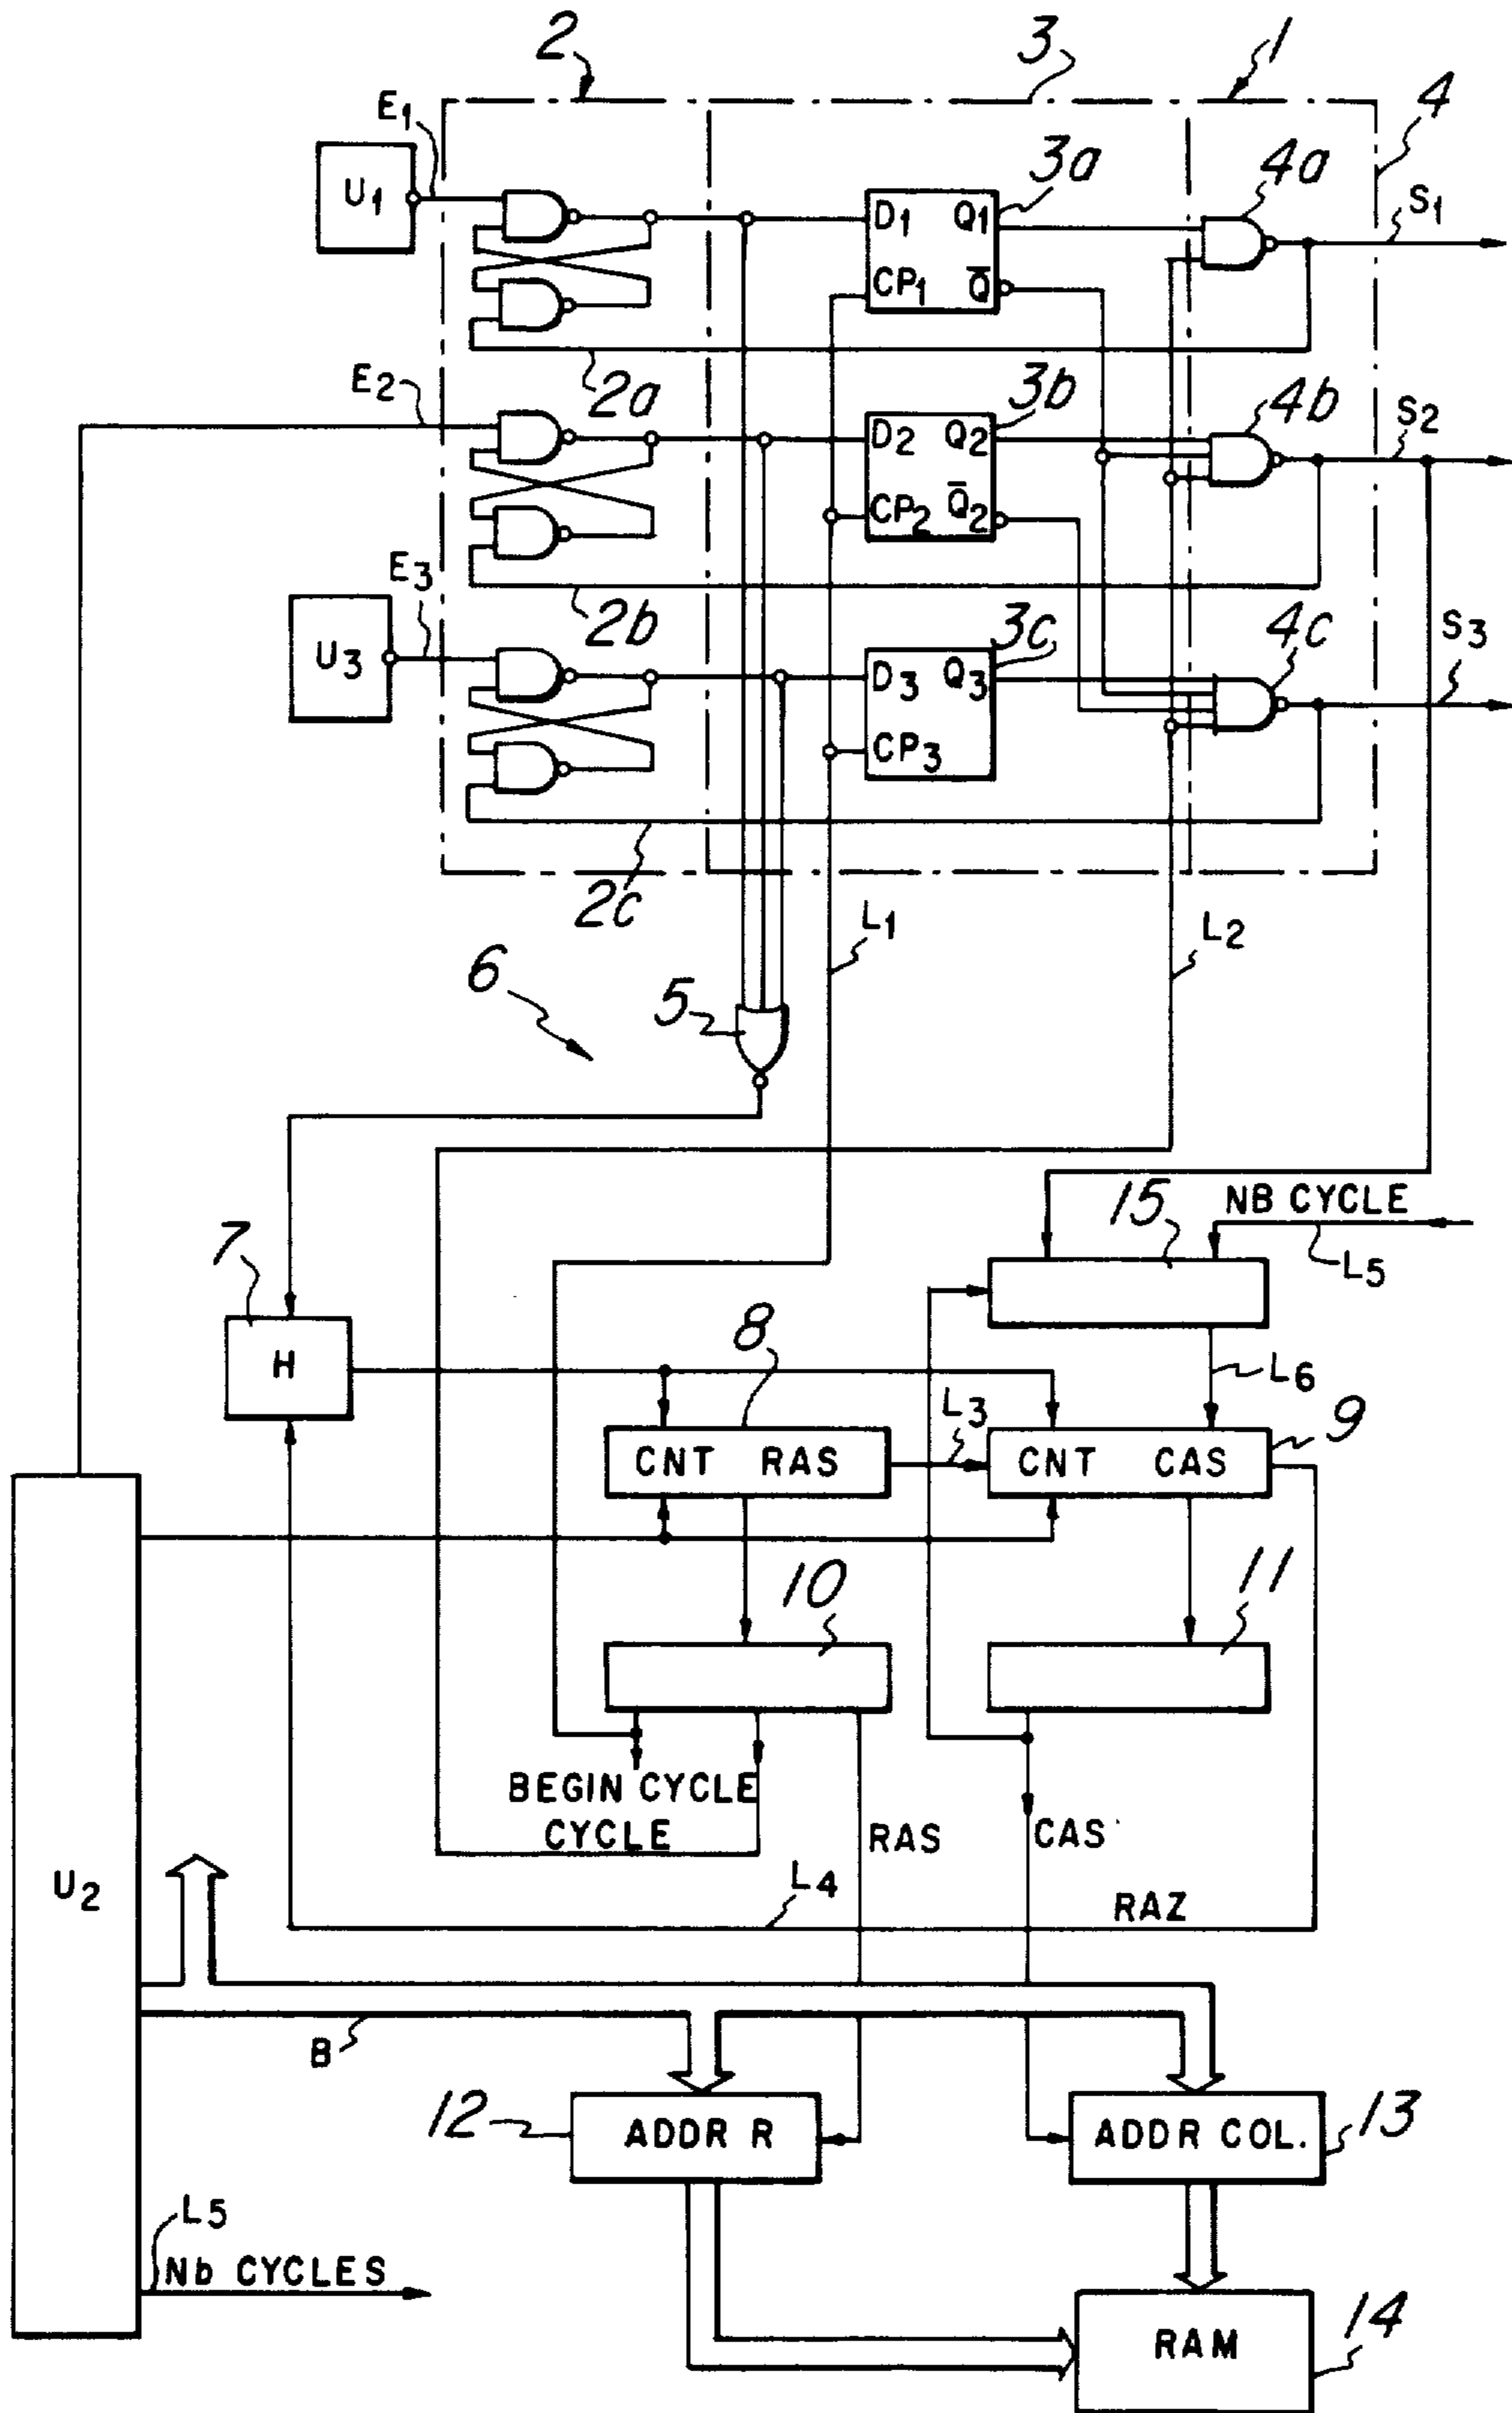 2
3
1
E1
4
U1
3a
4a
S1
D1 Q1
CP1 Q̅
E2
2a
3b
4b
S2
D2 Q2
CP2 Q̅2
E3
2b
U3
3c
4c
S3
D3 Q3
CP3
2c
L1
L2
6
5
7
15
NB CYCLE
L5
H
8
L6
L3
9
CNT RAS
CNT CAS
10
11
BEGIN CYCLE
CYCLE
RAS
CAS
U2
L4
RAZ
B
12
ADDR R
ADDR COL.
13
L5
Nb CYCLES
RAM
14